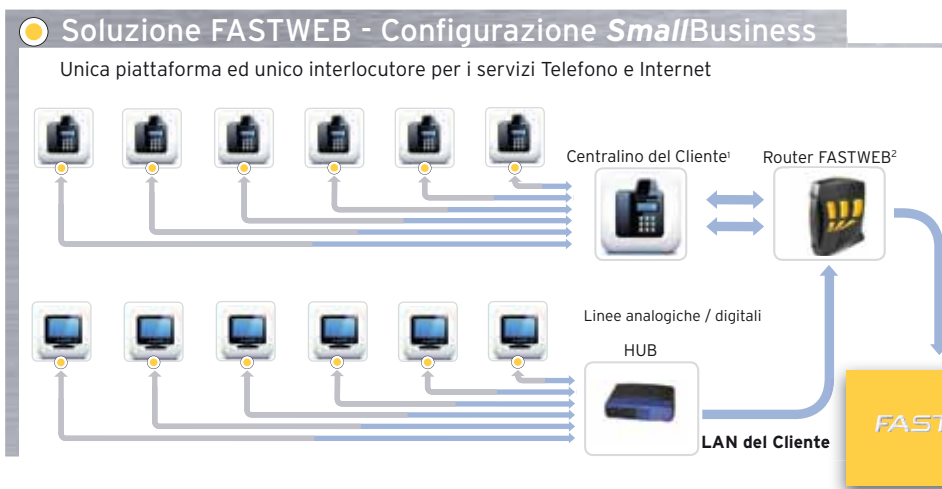 Soluzione FASTWEB - Configurazione SmallBusiness
Unica piattaforma ed unico interlocutore per i servizi Telefono e Internet
Centralino del Cliente¹
Router FASTWEB²
Linee analogiche / digitali
HUB
LAN del Cliente
FAST